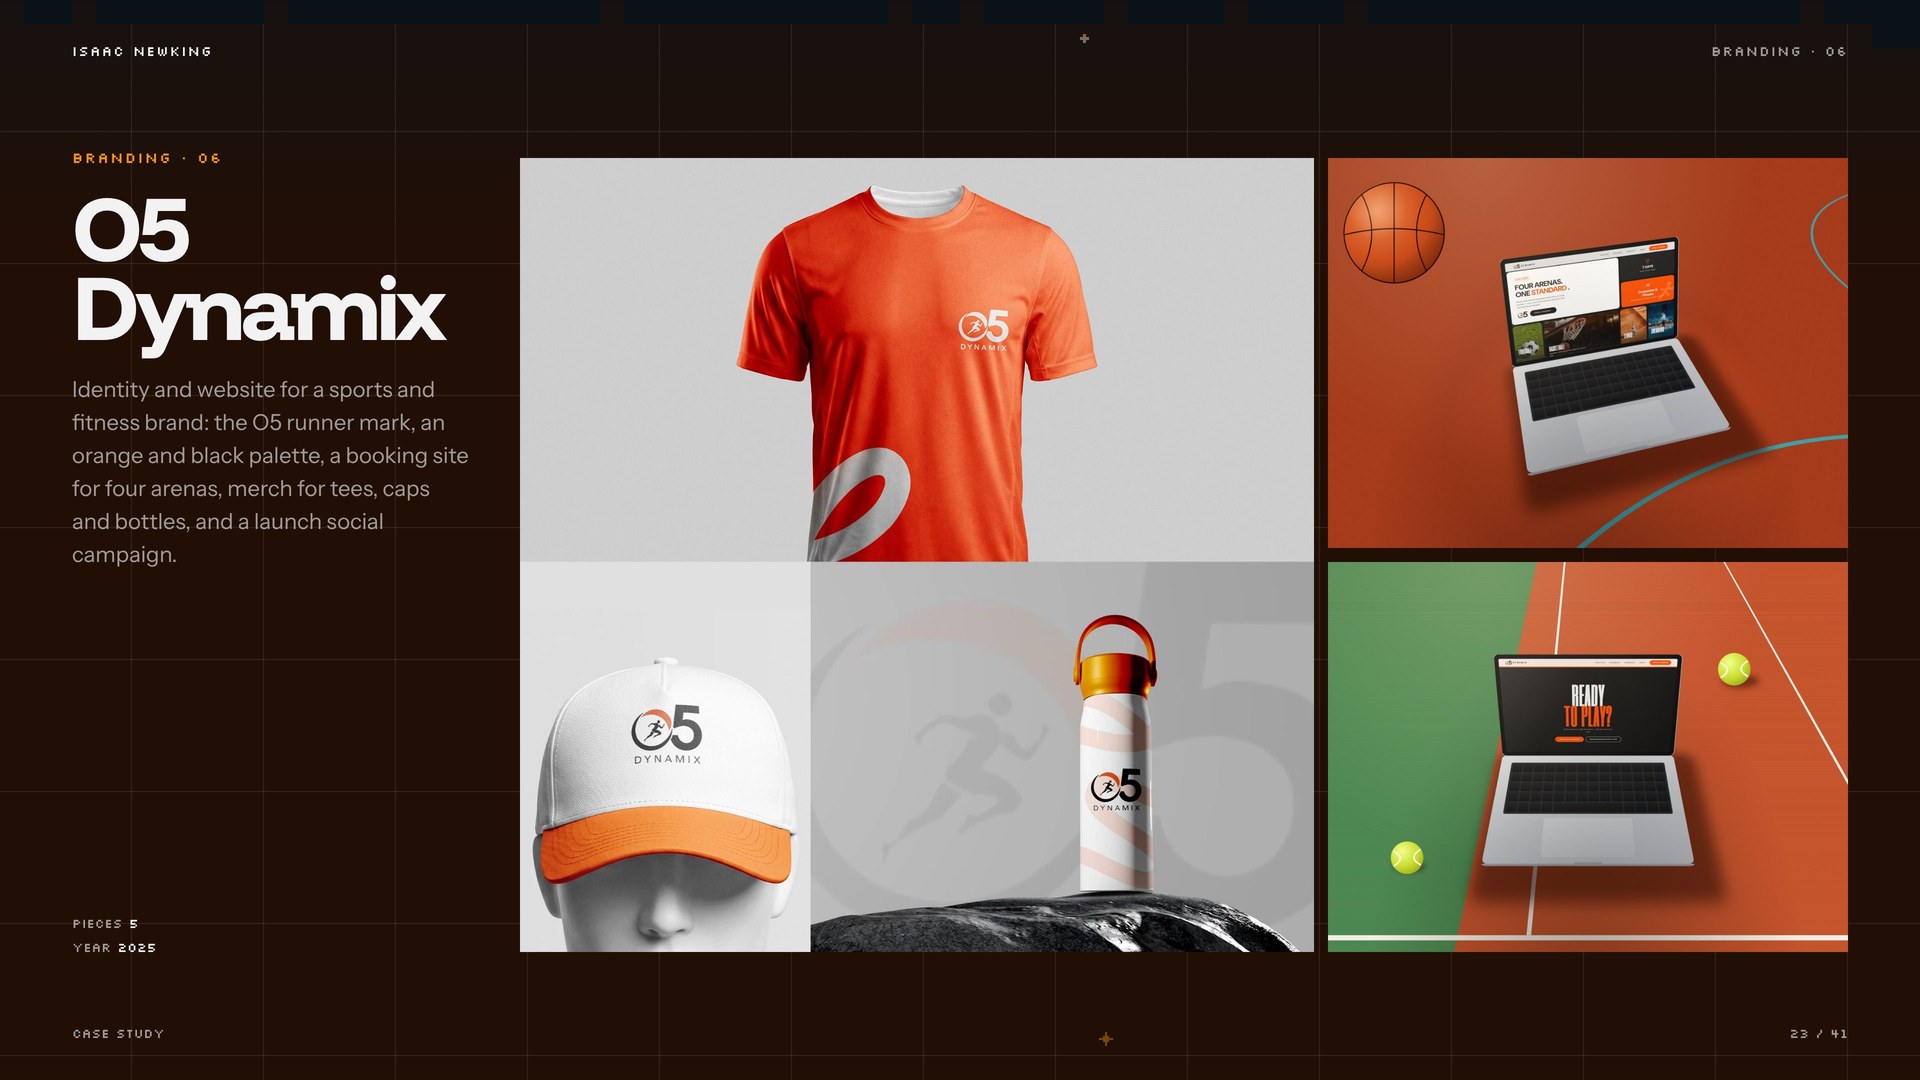 ISAAC NEWKING
BRANDING · 06
BRANDING · 06
O5
Dynamix
Identity and website for a sports and
fitness brand: the O5 runner mark, an
orange and black palette, a booking site
for four arenas, merch for tees, caps
and bottles, and a launch social
campaign.
PIECES 5
YEAR 2025
CASE STUDY
23 / 41
O5
DYNAMIX
FOUR ARENAS.
ONE STANDARD.
O5
DYNAMIX
O5
DYNAMIX
READY
TO PLAY?